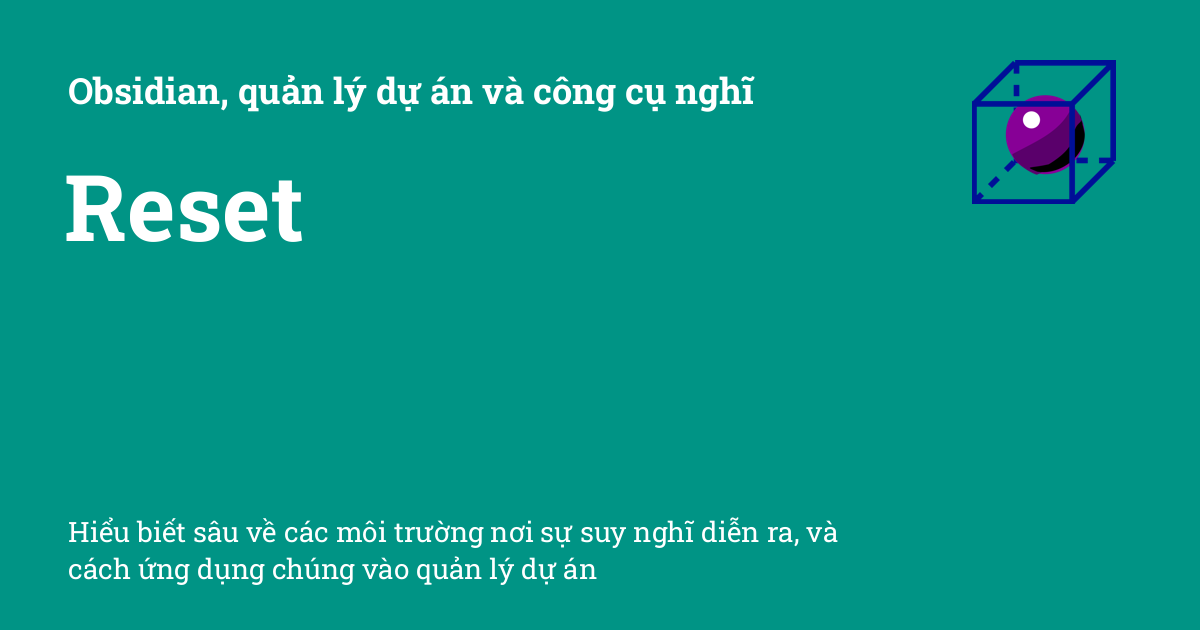 Obsidian, quản lý dự án và công cụ nghĩ
Reset
Hiểu biết sâu về các môi trường nơi sự suy nghĩ diễn ra, và
cách ứng dụng chúng vào quản lý dự án